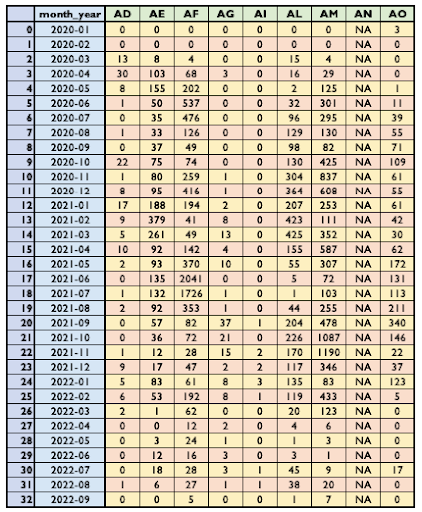 month_year AD AE AF AG AI AL AM AN AO
0 2020-01 0 0 0 0 0 0 0 NA 3
1 2020-02 0 0 0 0 0 0 0 NA 0
2 2020-03 13 8 4 0 0 15 4 NA 0
3 2020-04 30 103 68 3 0 16 29 NA 0
4 2020-05 8 155 202 0 0 2 125 NA 1
5 2020-06 1 50 537 0 0 32 301 NA 11
6 2020-07 0 35 476 0 0 96 295 NA 39
7 2020-08 1 33 126 0 0 129 130 NA 55
8 2020-09 0 37 49 0 0 98 82 NA 71
9 2020-10 22 75 74 0 0 130 425 NA 109
10 2020-11 1 80 259 1 0 304 837 NA 61
11 2020-12 8 95 416 1 0 364 608 NA 55
12 2021-01 17 188 194 2 0 207 253 NA 61
13 2021-02 9 379 41 8 0 423 111 NA 42
14 2021-03 5 261 49 13 0 425 352 NA 30
15 2021-04 10 92 142 4 0 155 587 NA 62
16 2021-05 2 93 370 10 0 55 307 NA 172
17 2021-06 0 135 2041 0 0 5 72 NA 131
18 2021-07 1 132 1726 1 0 1 103 NA 113
19 2021-08 2 92 353 1 0 44 255 NA 211
20 2021-09 0 57 82 37 1 204 478 NA 340
21 2021-10 0 36 72 21 0 226 1087 NA 146
22 2021-11 1 12 28 15 2 170 1190 NA 22
23 2021-12 9 17 47 2 2 117 346 NA 37
24 2022-01 5 83 61 8 3 135 83 NA 123
25 2022-02 6 53 192 8 1 119 433 NA 5
26 2022-03 2 1 62 0 0 20 123 NA 0
27 2022-04 0 0 12 2 0 4 6 NA 0
28 2022-05 0 3 24 1 0 1 3 NA 0
29 2022-06 0 12 16 3 0 3 1 NA 0
30 2022-07 0 18 28 3 1 45 9 NA 17
31 2022-08 1 6 27 1 1 38 20 NA 0
32 2022-09 0 0 5 0 0 1 7 NA 0